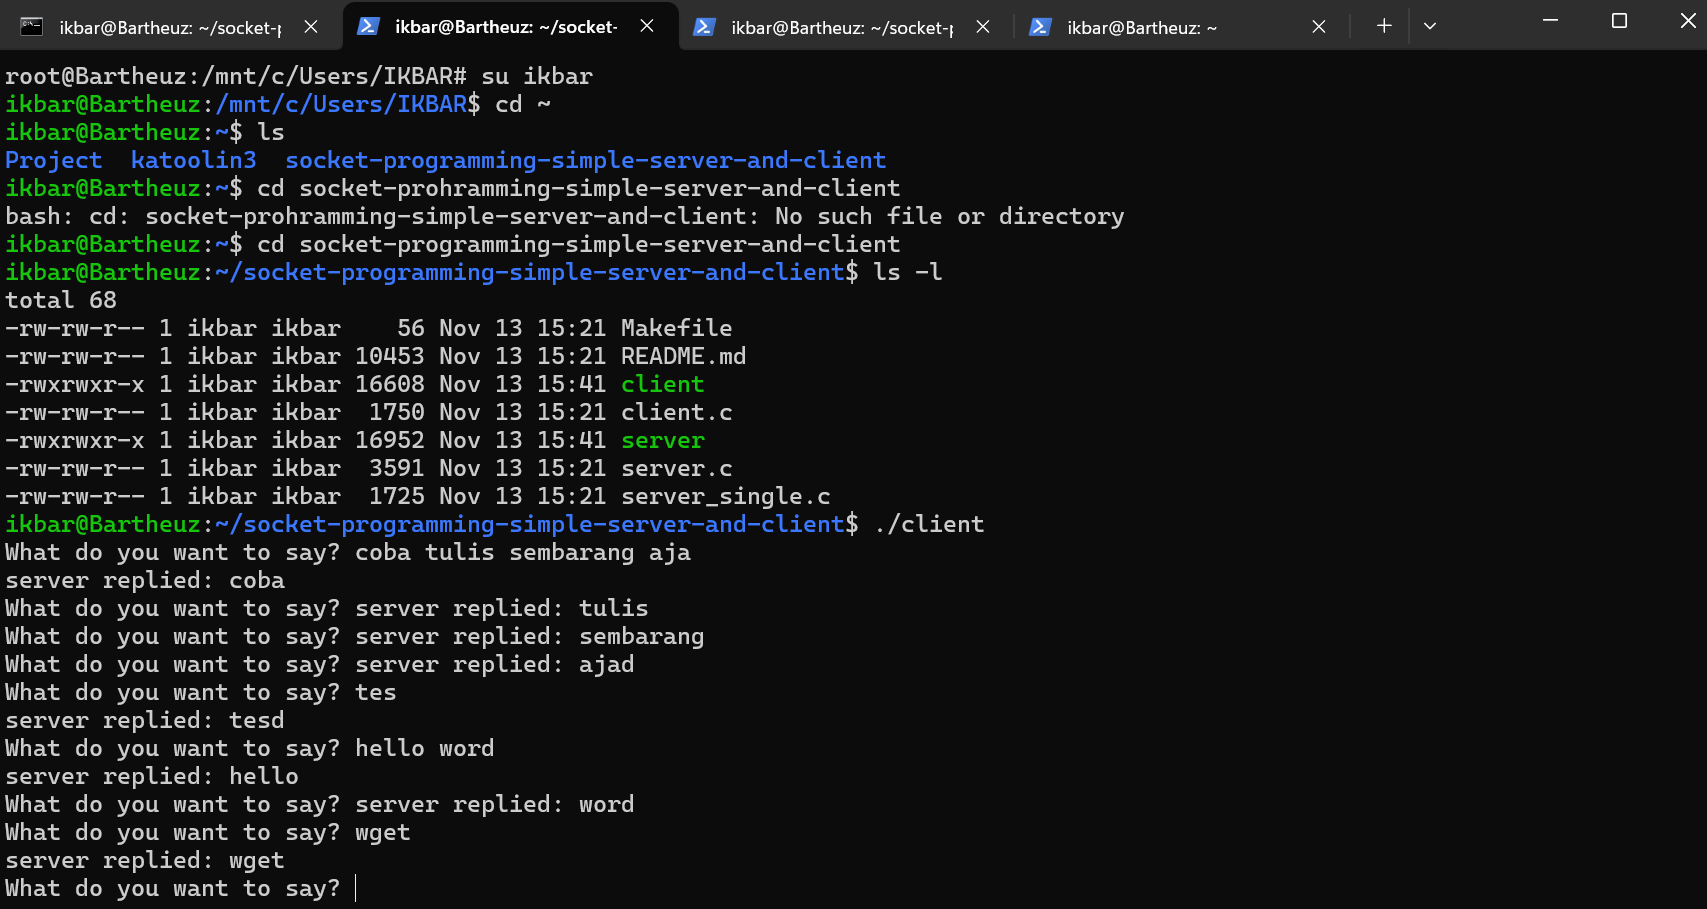 ikbar@Bartheuz: ~/socket-p
ikbar@Bartheuz: ~/socket-
ikbar@Bartheuz: ~/socket-p
ikbar@Bartheuz: ~
root@Bartheuz:/mnt/c/Users/IKBAR# su ikbar
ikbar@Bartheuz:/mnt/c/Users/IKBAR$ cd ~
ikbar@Bartheuz:~$ ls
Project  katoolin3  socket-programming-simple-server-and-client
ikbar@Bartheuz:~$ cd socket-prohramming-simple-server-and-client
bash: cd: socket-prohramming-simple-server-and-client: No such file or directory
ikbar@Bartheuz:~$ cd socket-programming-simple-server-and-client
ikbar@Bartheuz:~/socket-programming-simple-server-and-client$ ls -l
total 68
-rw-rw-r-- 1 ikbar ikbar    56 Nov 13 15:21 Makefile
-rw-rw-r-- 1 ikbar ikbar 10453 Nov 13 15:21 README.md
-rwxrwxr-x 1 ikbar ikbar 16608 Nov 13 15:41 client
-rw-rw-r-- 1 ikbar ikbar  1750 Nov 13 15:21 client.c
-rwxrwxr-x 1 ikbar ikbar 16952 Nov 13 15:41 server
-rw-rw-r-- 1 ikbar ikbar  3591 Nov 13 15:21 server.c
-rw-rw-r-- 1 ikbar ikbar  1725 Nov 13 15:21 server_single.c
ikbar@Bartheuz:~/socket-programming-simple-server-and-client$ ./client
What do you want to say? coba tulis sembarang aja
server replied: coba
What do you want to say? server replied: tulis
What do you want to say? server replied: sembarang
What do you want to say? server replied: ajad
What do you want to say? tes
server replied: tesd
What do you want to say? hello word
server replied: hello
What do you want to say? server replied: word
What do you want to say? wget
server replied: wget
What do you want to say?